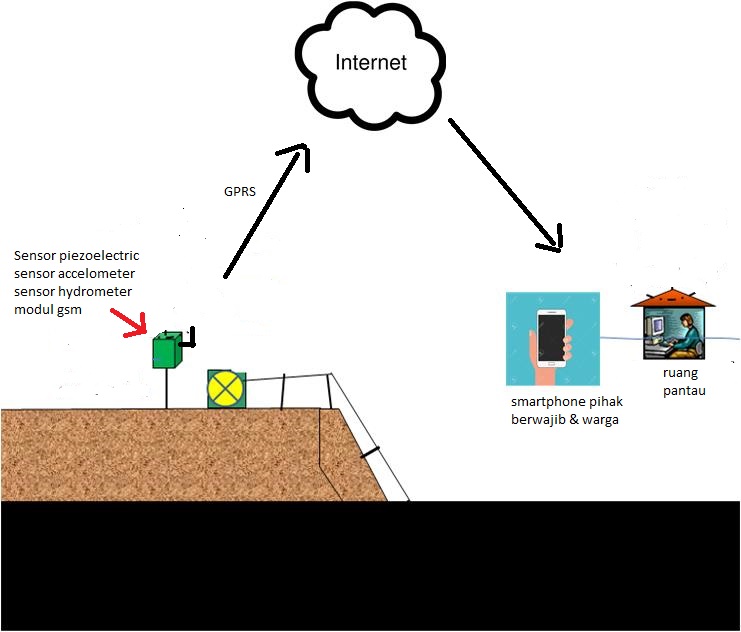 Internet
GPRS
Sensor piezoelectric
sensor accelometer
sensor hydrometer
modul gsm
smartphone pihak
berwajib & warga
ruang
pantau